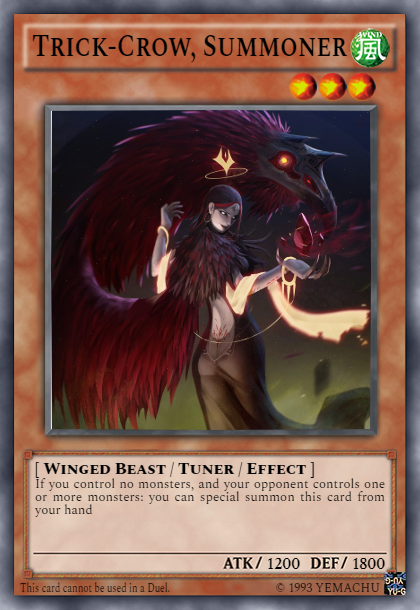 Trick-Crow, Summoner
WIND
風
[ Winged Beast / Tuner / Effect ]
If you control no monsters, and your opponent controls one
or more monsters: you can special summon this card from
your hand
ATK / 1200 DEF / 1800
This card cannot be used in a Duel.
© 1993 YEMACHU
YU-G